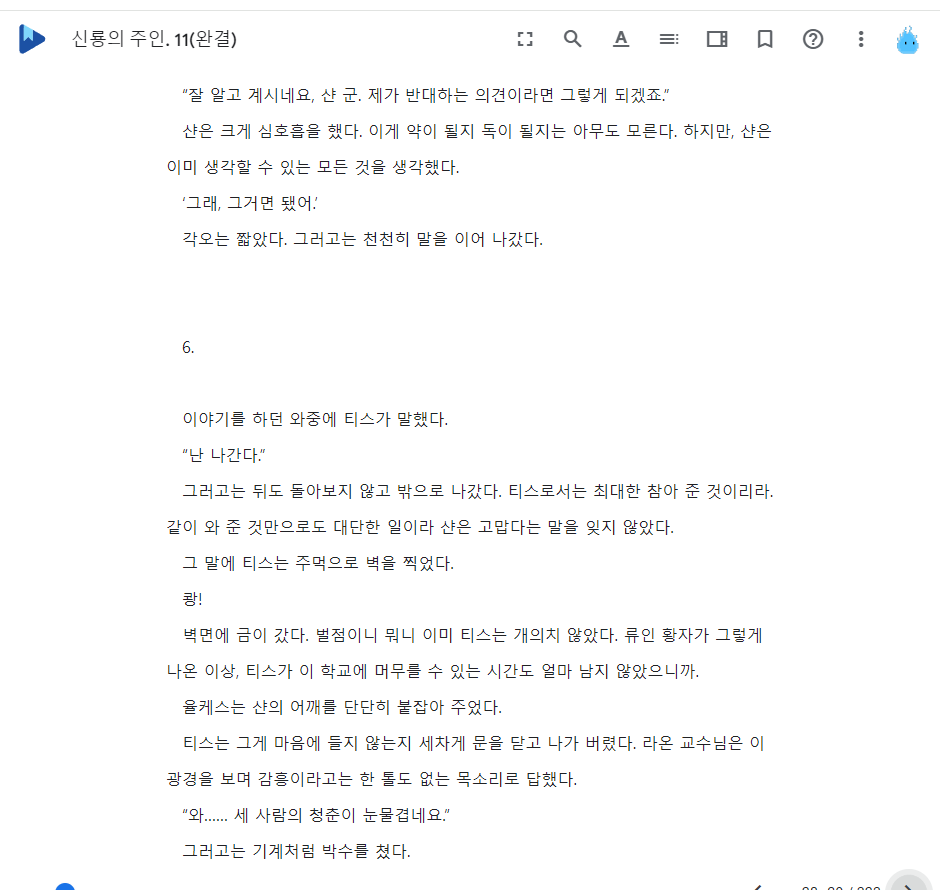 신룡의 주인. 11(완결)
“잘 알고 계시네요, 샨 군. 제가 반대하는 의견이라면 그렇게 되겠죠.”
샨은 크게 심호흡을 했다. 이게 약이 될지 독이 될지는 아무도 모른다. 하지만, 샨은
이미 생각할 수 있는 모든 것을 생각했다.
‘그래, 그거면 됐어.’
각오는 짧았다. 그러고는 천천히 말을 이어 나갔다.
6.
이야기를 하던 와중에 티스가 말했다.
“난 나간다.”
그러고는 뒤도 돌아보지 않고 밖으로 나갔다. 티스로서는 최대한 참아 준 것이리라.
같이 와 준 것만으로도 대단한 일이라 샨은 고맙다는 말을 잊지 않았다.
그 말에 티스는 주먹으로 벽을 찍었다.
쾅!
벽면에 금이 갔다. 벌점이니 뭐니 이미 티스는 개의치 않았다. 류인 황자가 그렇게
나온 이상, 티스가 이 학교에 머무를 수 있는 시간도 얼마 남지 않았으니까.
율케스는 샨의 어깨를 단단히 붙잡아 주었다.
티스는 그게 마음에 들지 않는지 세차게 문을 닫고 나가 버렸다. 라온 교수님은 이
광경을 보며 감흥이라고는 한 톨도 없는 목소리로 답했다.
“와…… 세 사람의 청춘이 눈물겹네요.”
그러고는 기계처럼 박수를 쳤다.